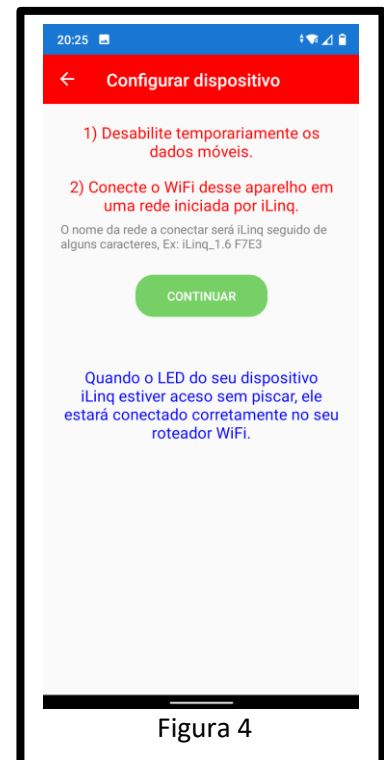 20:25
Configurar dispositivo
1) Desabilite temporariamente os
dados móveis.
2) Conecte o WiFi desse aparelho em
uma rede iniciada por iLinq.
O nome da rede a conectar será iLinq seguido de
alguns caracteres, Ex: iLinq_1.6 F7E3
CONTINUAR
Quando o LED do seu dispositivo
iLinq estiver aceso sem piscar, ele
estará conectado corretamente no seu
roteador WiFi.
Figura 4